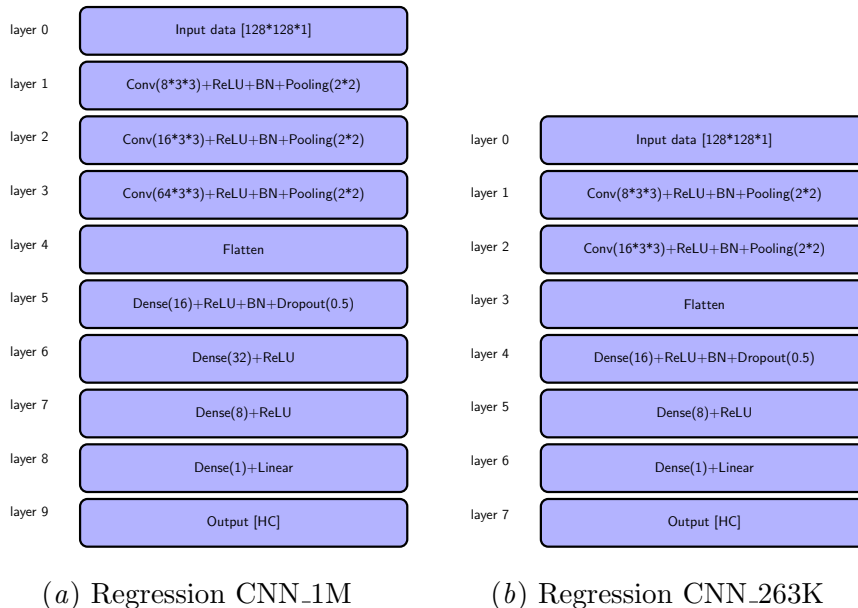 layer 0 Input data [128*128*1]
layer 1 Conv(8*3*3)+ReLU+BN+Pooling(2*2)
layer 2 Conv(16*3*3)+ReLU+BN+Pooling(2*2)
layer 3 Conv(64*3*3)+ReLU+BN+Pooling(2*2)
layer 4 Flatten
layer 5 Dense(16)+ReLU+BN+Dropout(0.5)
layer 6 Dense(32)+ReLU
layer 7 Dense(8)+ReLU
layer 8 Dense(1)+Linear
layer 9 Output [HC]
(a) Regression CNN_1M
layer 0 Input data [128*128*1]
layer 1 Conv(8*3*3)+ReLU+BN+Pooling(2*2)
layer 2 Conv(16*3*3)+ReLU+BN+Pooling(2*2)
layer 3 Flatten
layer 4 Dense(16)+ReLU+BN+Dropout(0.5)
layer 5 Dense(8)+ReLU
layer 6 Dense(1)+Linear
layer 7 Output [HC]
(b) Regression CNN_263K